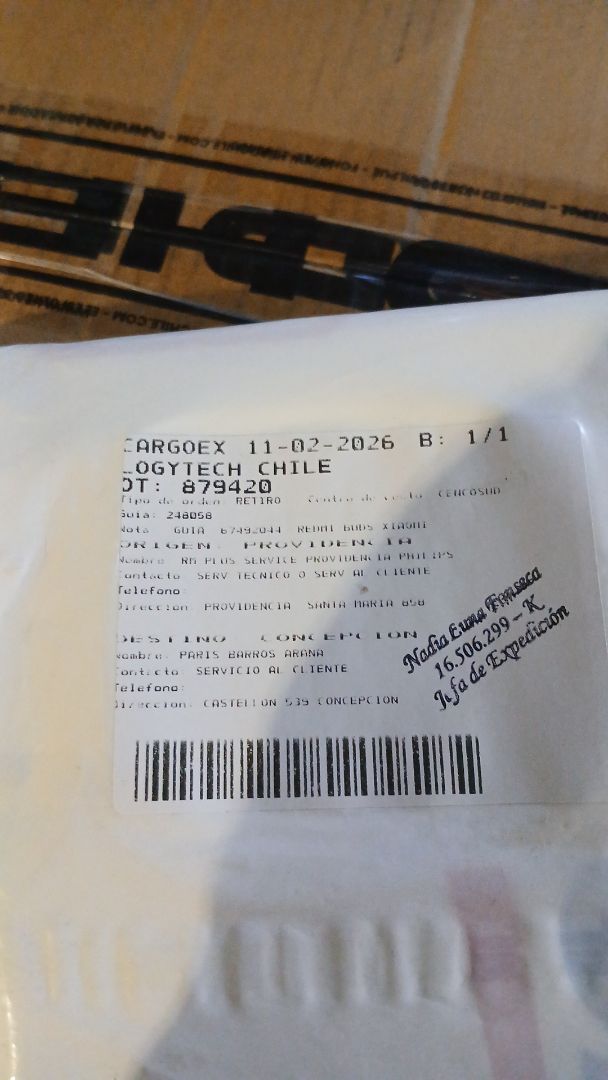 CARGOEX 11-02-2026 B: 1/1
LOGYTECH CHILE
OT: 879420
Tipo de orden: RETIRO Centro de costo: CENCOSUD
Guia: 248058
Nota: GUIA 67492044 REDMI BUDS XIAOMI
ORIGEN: PROVIDENCIA
Nombre: RM PLUS SERVICE PROVIDENCIA PHILIPS
Contacto: SERV TECNICO O SERV AL CLIENTE
Telefono:
Direccion: PROVIDENCIA SANTA MARIA 858
DESTINO CONCEPCION
Nombre: PARIS BARROS ARANA
Contacto: SERVICIO AL CLIENTE
Telefono:
Direccion: CASTELLON 539 CONCEPCION
Nadia Luna Fonseca
16.506.299 - K
Jefa de Expedición